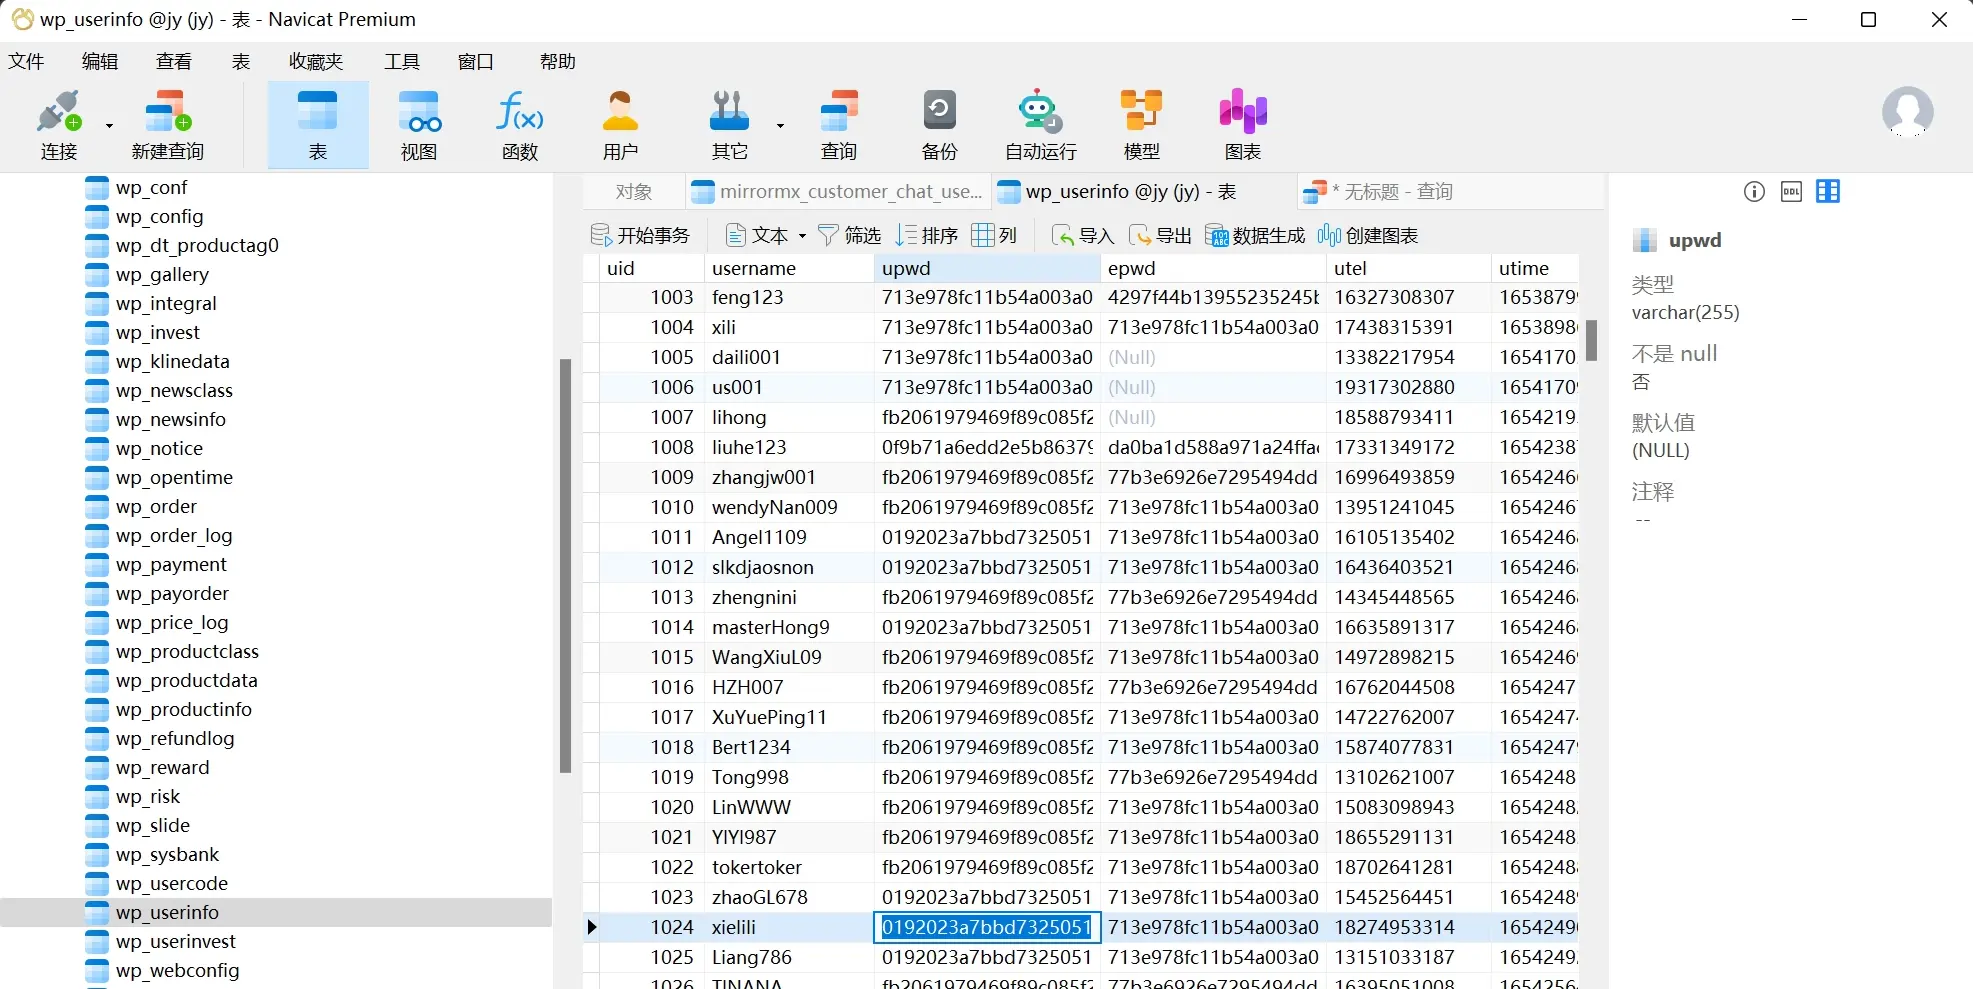 wp_userinfo @jy (jy) - 表 - Navicat Premium
文件 编辑 查看 表 收藏夹 工具 窗口 帮助
连接 新建查询 表 视图 函数 用户 其它 查询 备份 自动运行 模型 图表
wp_conf
wp_config
wp_dt_productag0
wp_gallery
wp_integral
wp_invest
wp_klinedata
wp_newsclass
wp_newsinfo
wp_notice
wp_opentime
wp_order
wp_order_log
wp_payment
wp_payorder
wp_price_log
wp_productclass
wp_productdata
wp_productinfo
wp_refundlog
wp_reward
wp_risk
wp_slide
wp_sysbank
wp_usercode
wp_userinfo
wp_userinvest
wp_webconfig
对象 mirrormx_customer_chat_use... wp_userinfo @jy (jy) - 表 * 无标题 - 查询
开始事务 文本 筛选 排序 列 导入 导出 数据生成 创建图表
uid username upwd epwd utel utime
1003 feng123 713e978fc11b54a003a0 4297f44b13955235245b 16327308307 1653879
1004 xili 713e978fc11b54a003a0 713e978fc11b54a003a0 17438315391 1653898
1005 daili001 713e978fc11b54a003a0 (Null) 13382217954 1654170
1006 us001 713e978fc11b54a003a0 (Null) 19317302880 1654170
1007 lihong fb2061979469f89c085f2 (Null) 18588793411 1654219
1008 liuhe123 0f9b71a6edd2e5b86379 da0ba1d588a971a24ffa 17331349172 1654238
1009 zhangjw001 fb2061979469f89c085f2 77b3e6926e7295494dd 16996493859 1654246
1010 wendyNan009 fb2061979469f89c085f2 713e978fc11b54a003a0 13951241045 1654246
1011 Angel1109 0192023a7bbd7325051 713e978fc11b54a003a0 16105135402 1654246
1012 slkdjaosnon 0192023a7bbd7325051 713e978fc11b54a003a0 16436403521 1654246
1013 zhengnini fb2061979469f89c085f2 77b3e6926e7295494dd 14345448565 1654246
1014 masterHong9 0192023a7bbd7325051 713e978fc11b54a003a0 16635891317 1654246
1015 WangXiuL09 fb2061979469f89c085f2 713e978fc11b54a003a0 14972898215 1654246
1016 HZH007 fb2061979469f89c085f2 77b3e6926e7295494dd 16762044508 1654247
1017 XuYuePing11 fb2061979469f89c085f2 713e978fc11b54a003a0 14722762007 1654247
1018 Bert1234 fb2061979469f89c085f2 713e978fc11b54a003a0 15874077831 1654247
1019 Tong998 fb2061979469f89c085f2 77b3e6926e7295494dd 13102621007 1654248
1020 LinWWW fb2061979469f89c085f2 713e978fc11b54a003a0 15083098943 1654248
1021 YIYI987 fb2061979469f89c085f2 713e978fc11b54a003a0 18655291131 1654248
1022 tokertoker fb2061979469f89c085f2 713e978fc11b54a003a0 18702641281 1654248
1023 zhaoGL678 0192023a7bbd7325051 713e978fc11b54a003a0 15452564451 1654248
1024 xielili 0192023a7bbd7325051 713e978fc11b54a003a0 18274953314 1654249
1025 Liang786 0192023a7bbd7325051 713e978fc11b54a003a0 13151033187 1654249
1026 TINANA fb2061979469f89c085f2 77b3e6926e7295494dd 16395051008 1654256
DDL
upwd
类型
varchar(255)
不是 null
否
默认值
(NULL)
注释
--